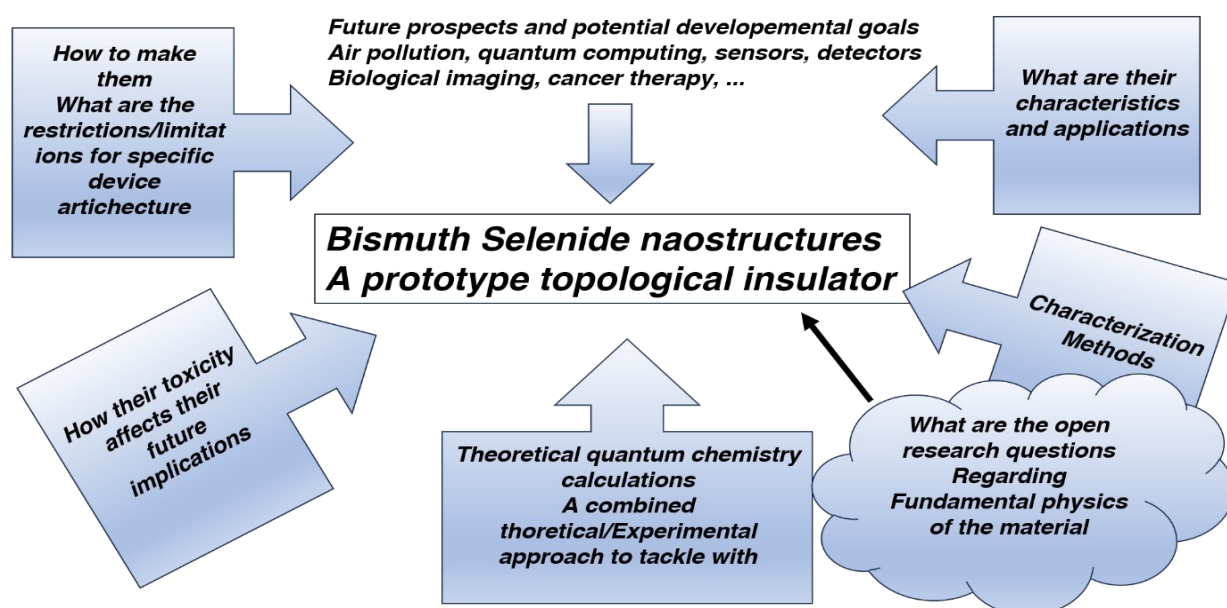 Future prospects and potential developemental goals
Air pollution, quantum computing, sensors, detectors
Biological imaging, cancer therapy, ...
How to make
them
What are the
restrictions/limitat
ions for specific
device
artichecture
What are their
characteristics
and applications
Bismuth Selenide naostructures
A prototype topological insulator
Characterization
Methods
How their toxicity
affects their
future
implications
Theoretical quantum chemistry
calculations
A combined
thoretical/Experimental
approach to tackle with
What are the open
research questions
Regarding
Fundamental physics
of the material